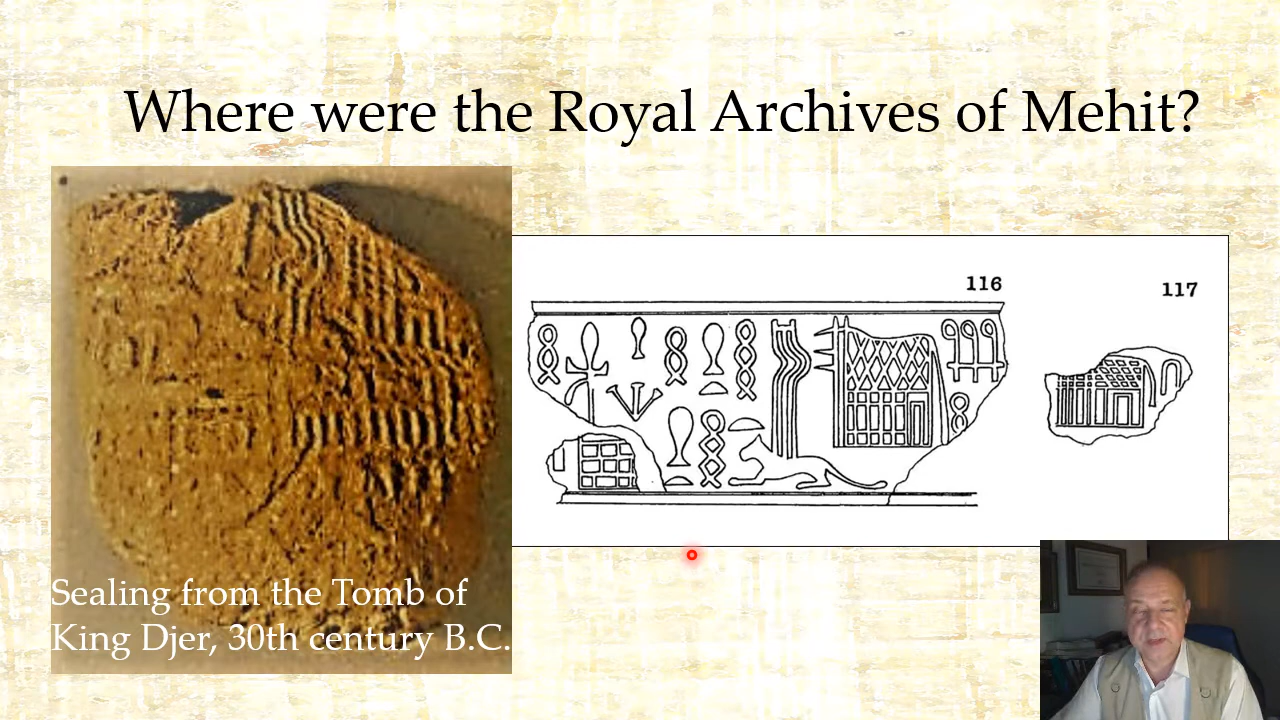 Where were the Royal Archives of Mehit?
116
117
Sealing from the Tomb of
King Djer, 30th century B.C.